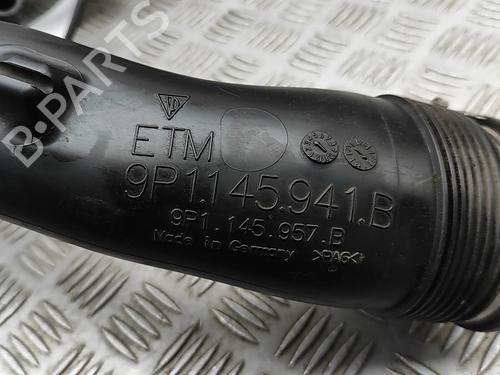 B-PARTS
ETM
9P1.145.941.B
9P1.145.957.B
Made in Germany >PA6<